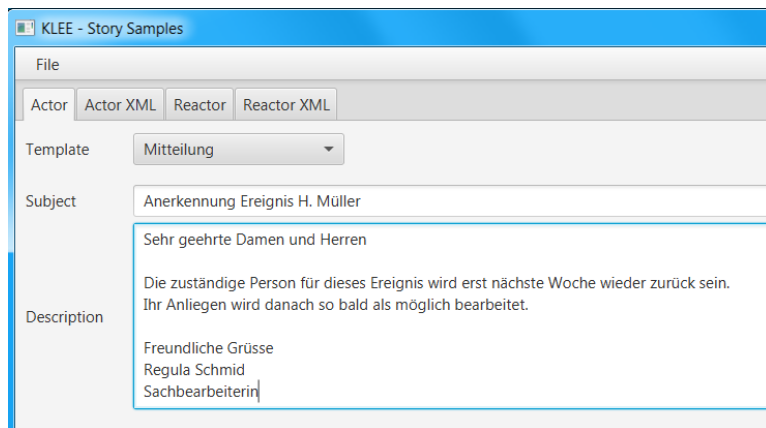 KLEE - Story Samples
File
Actor Actor XML Reactor Reactor XML
Template Mitteilung
Subject Anerkennung Ereignis H. Müller
Description
Sehr geehrte Damen und Herren
Die zuständige Person für dieses Ereignis wird erst nächste Woche wieder zurück sein.
Ihr Anliegen wird danach so bald als möglich bearbeitet.
Freundliche Grüsse
Regula Schmid
Sachbearbeiterin